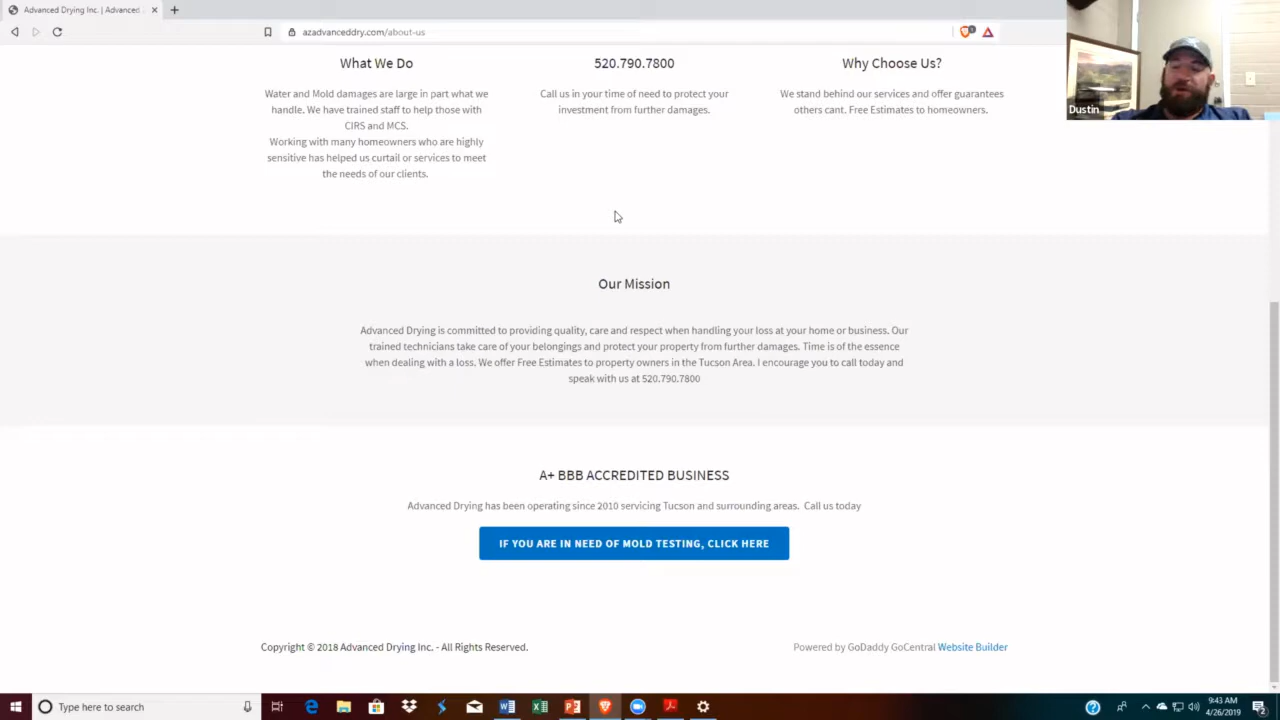 Advanced Drying Inc. | Advanced
azadvanceddry.com/about-us
Dustin
What We Do
Water and Mold damages are large in part what we
handle. We have trained staff to help those with
CIRS and MCS.
Working with many homeowners who are highly
sensitive has helped us curtail or services to meet
the needs of our clients.
520.790.7800
Call us in your time of need to protect your
investment from further damages.
Why Choose Us?
We stand behind our services and offer guarantees
others cant. Free Estimates to homeowners.
Our Mission
Advanced Drying is committed to providing quality, care and respect when handling your loss at your home or business. Our
trained technicians take care of your belongings and protect your property from further damages. Time is of the essence
when dealing with a loss. We offer Free Estimates to property owners in the Tucson Area. I encourage you to call today and
speak with us at 520.790.7800
A+ BBB ACCREDITED BUSINESS
Advanced Drying has been operating since 2010 servicing Tucson and surrounding areas. Call us today
IF YOU ARE IN NEED OF MOLD TESTING, CLICK HERE
Copyright © 2018 Advanced Drying Inc. - All Rights Reserved.
Powered by GoDaddy GoCentral Website Builder
Type here to search
9:43 AM
4/26/2019
2